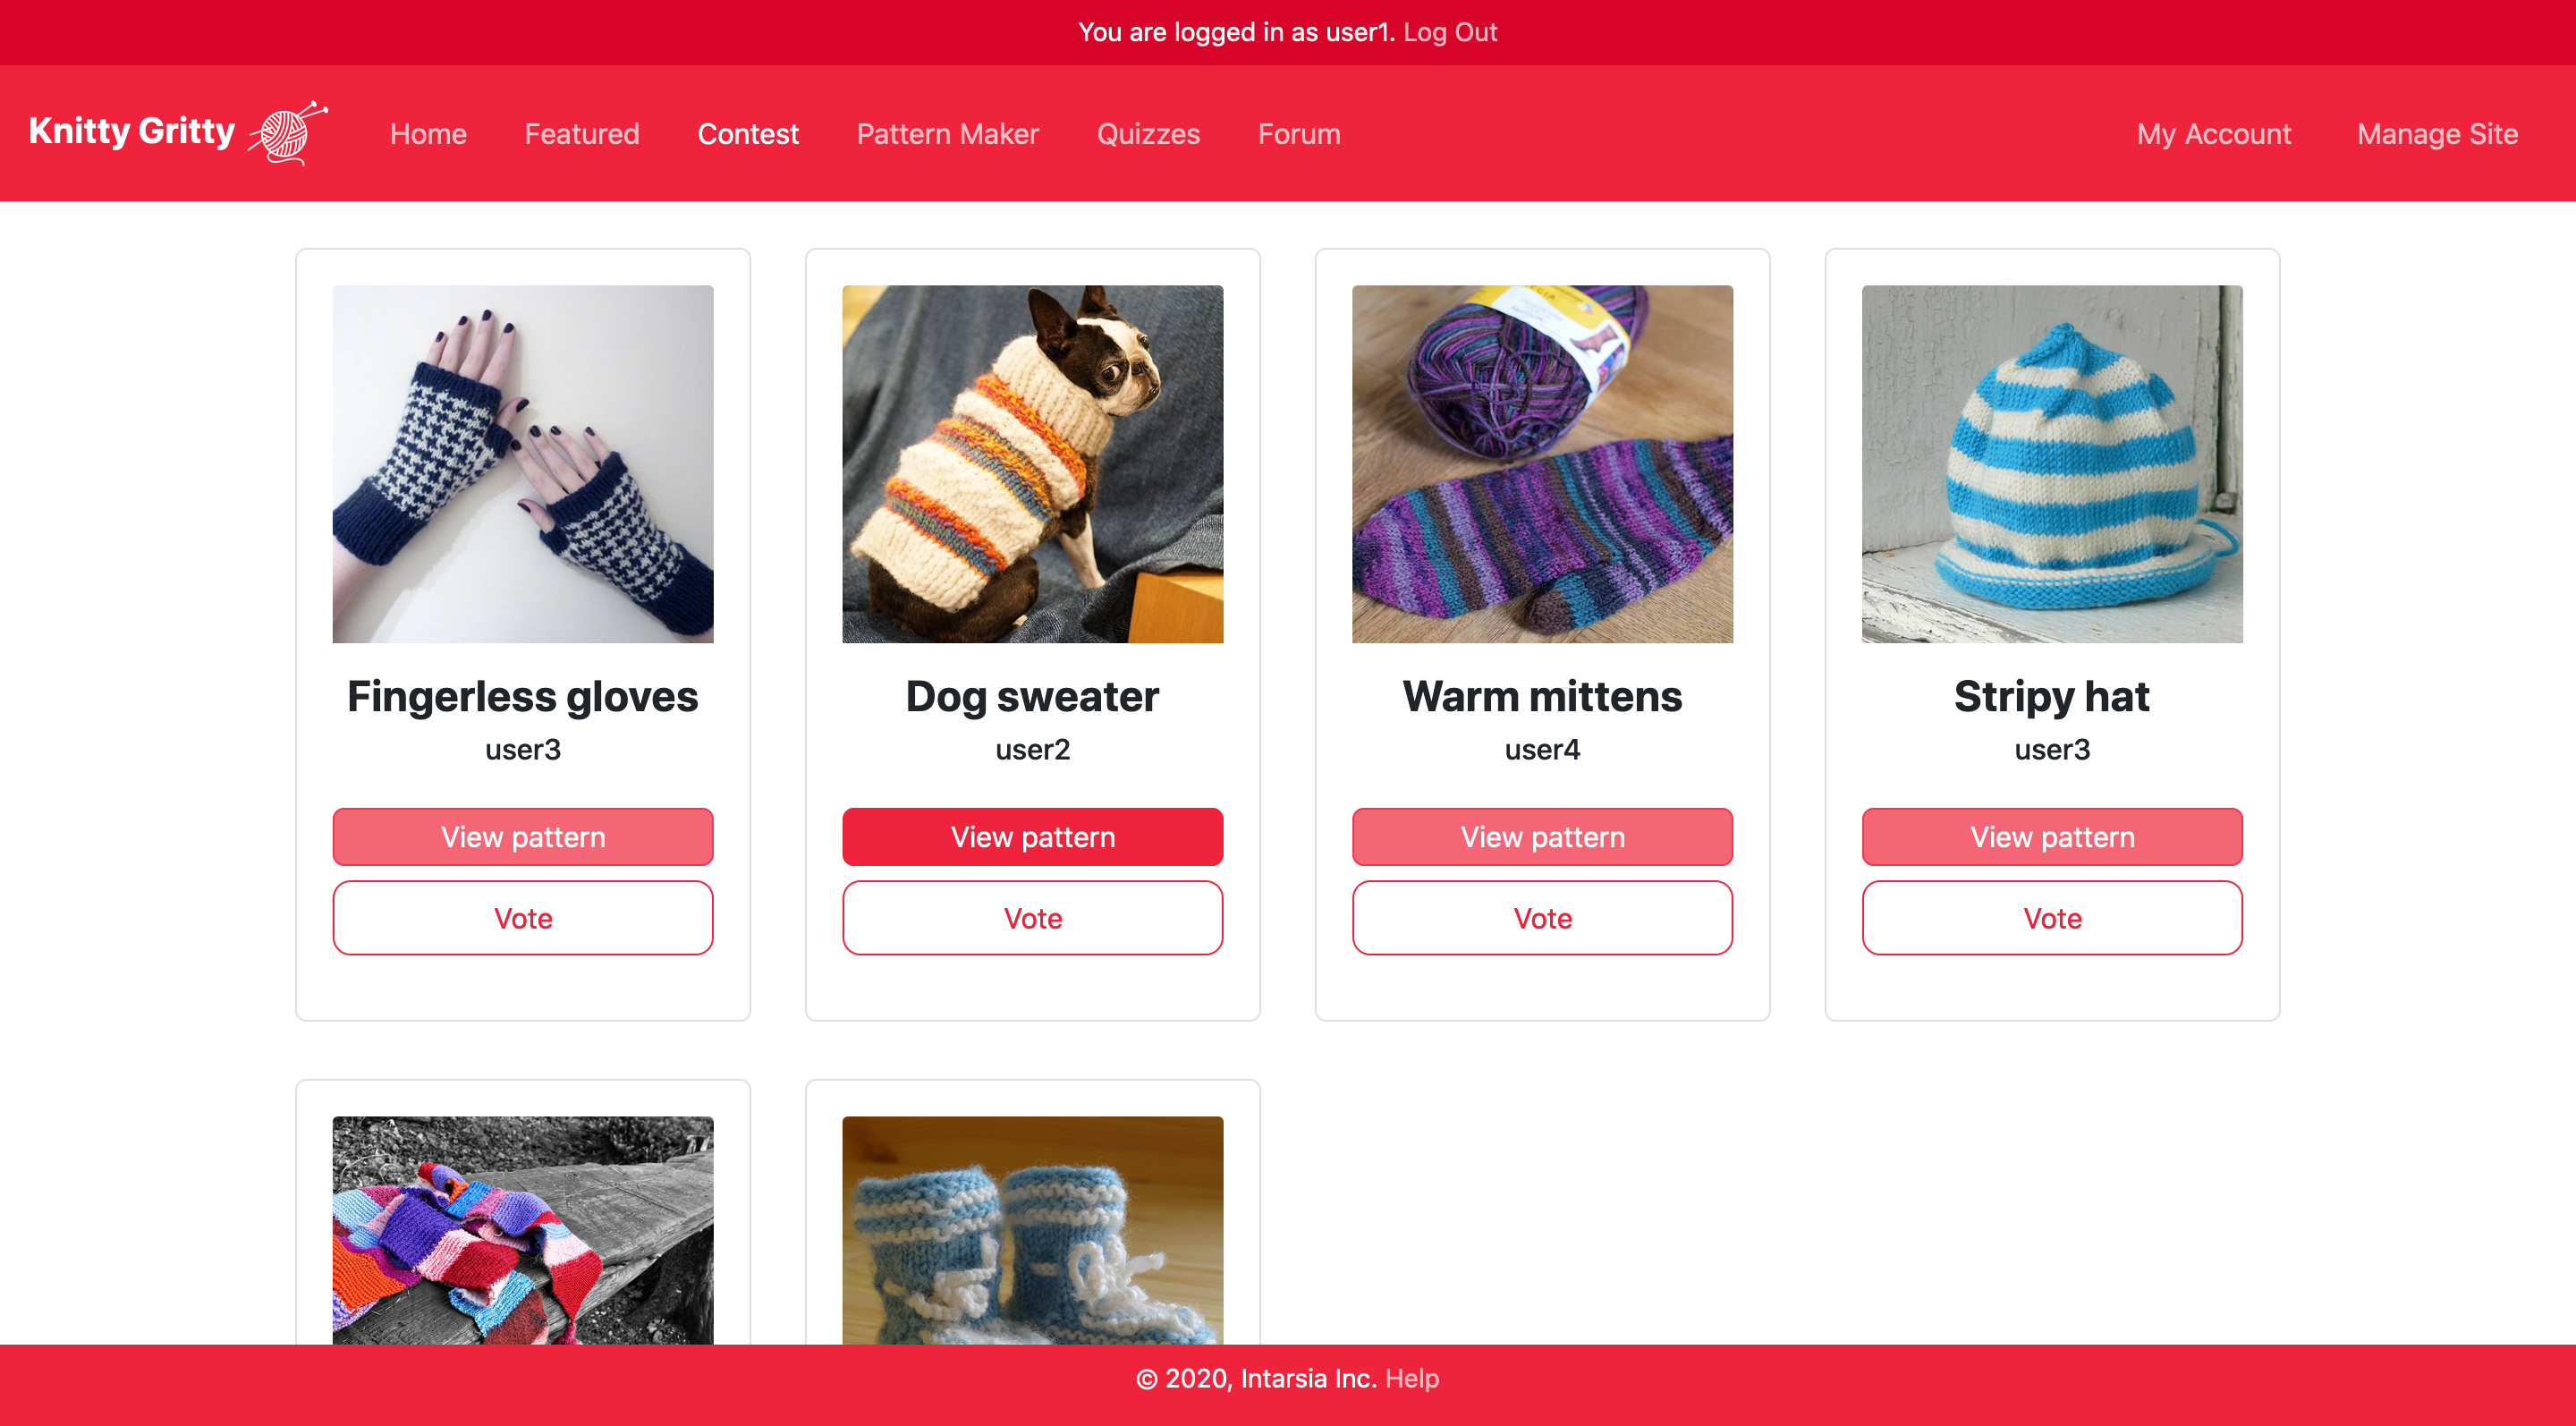 You are logged in as user1. Log Out
Knitty Gritty Home Featured Contest Pattern Maker Quizzes Forum My Account Manage Site
Fingerless gloves
user3
View pattern
Vote
Dog sweater
user2
View pattern
Vote
Warm mittens
user4
View pattern
Vote
Stripy hat
user3
View pattern
Vote
© 2020, Intarsia Inc. Help